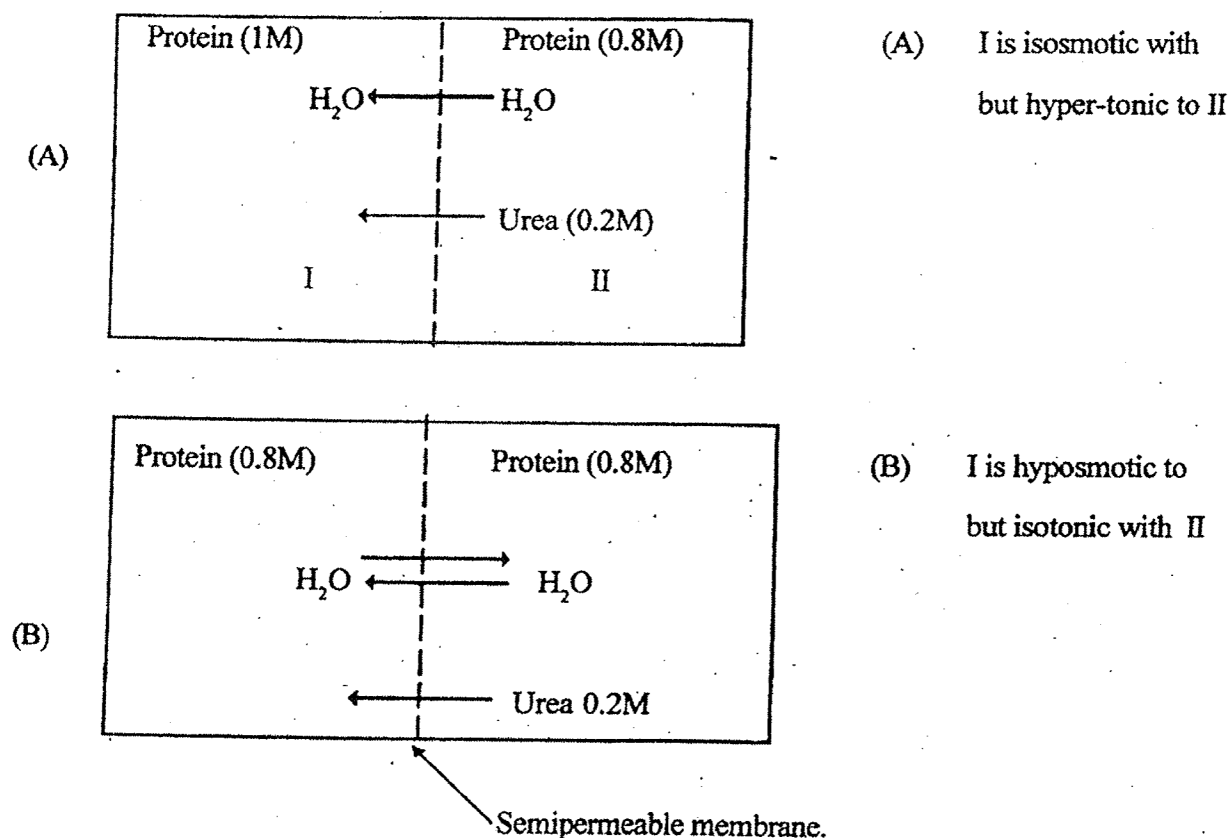 Protein (1M) Protein (0.8M)
H₂O H₂O
Urea (0.2M)
I II
(A)
(A) I is isosmotic with
but hyper-tonic to II
Protein (0.8M) Protein (0.8M)
H₂O H₂O
Urea 0.2M
(B)
(B) I is hyposmotic to
but isotonic with II
Semipermeable membrane.